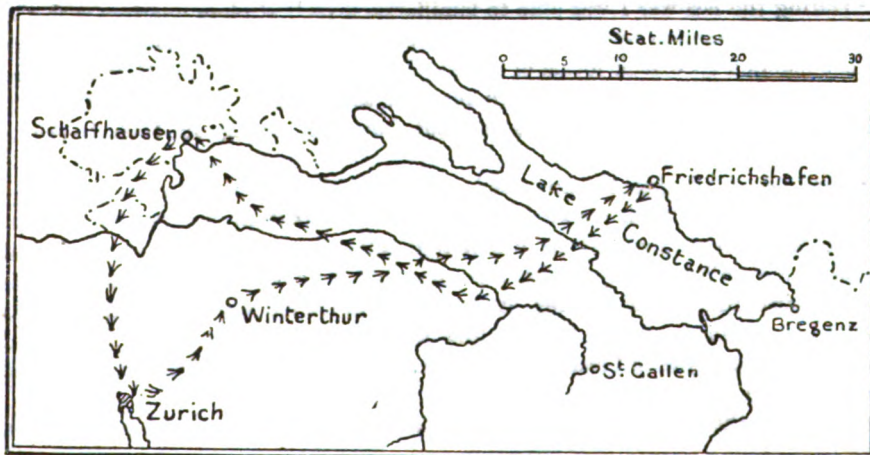 Stat. Miles
0 5 10 20 30
Schaffhausen
Friedrichshafen
Lake
Constance
Winterthur
Bregenz
St. Gallen
Zurich